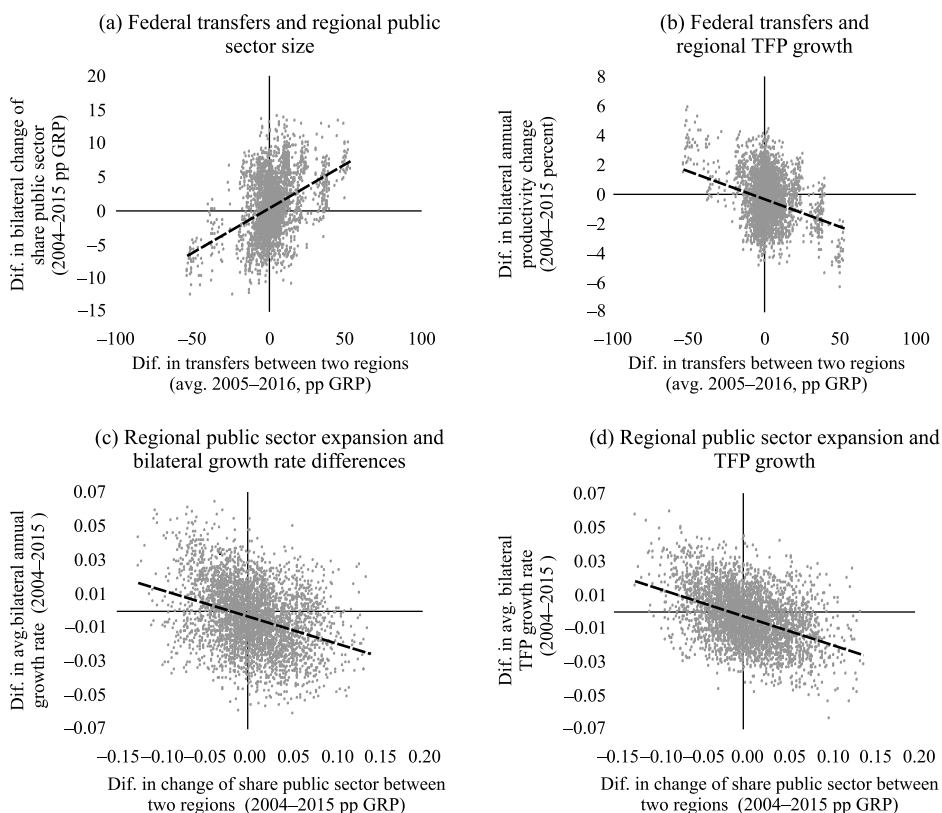 (a) Federal transfers and regional public
sector size
Dif. in bilateral change of
share public sector
(2004–2015 pp GRP)
20
15
10
5
0
–5
–10
–15
–100
–50
0
50
100
Dif. in transfers between two regions
(avg. 2005–2016, pp GRP)
(b) Federal transfers and
regional TFP growth
Dif. in bilateral annual
productivity change
(2004–2015 percent)
8
6
4
2
0
–2
–4
–6
–8
–100
–50
0
50
100
Dif. in transfers between two regions
(avg. 2005–2016, pp GRP)
(c) Regional public sector expansion and
bilateral growth rate differences
Dif. in avg.bilateral annual
growth rate (2004–2015 )
0.07
0.05
0.03
0.01
–0.01
–0.03
–0.05
–0.07
–0.15–0.10–0.05 0.00 0.05 0.10 0.15 0.20
Dif. in change of share public sector between
two regions (2004–2015 pp GRP)
(d) Regional public sector expansion and
TFP growth
Dif. in avg. bilateral
TFP growth rate
(2004–2015 )
0.07
0.05
0.03
0.01
–0.01
–0.03
–0.05
–0.07
–0.15–0.10–0.05 0.00 0.05 0.10 0.15 0.20
Dif. in change of share public sector between
two regions (2004–2015 pp GRP)